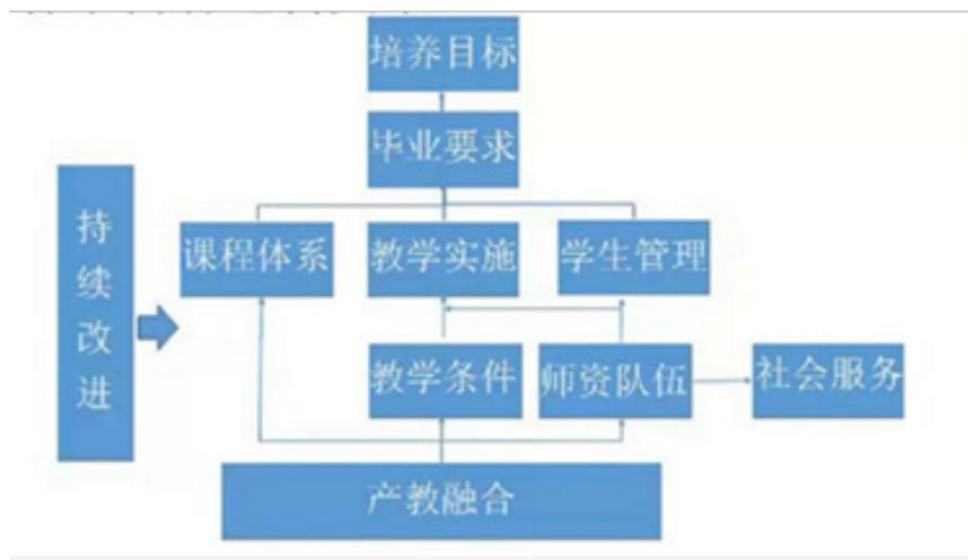 培养目标
毕业要求
持续改进
课程体系
教学实施
学生管理
教学条件
师资队伍
社会服务
产教融合